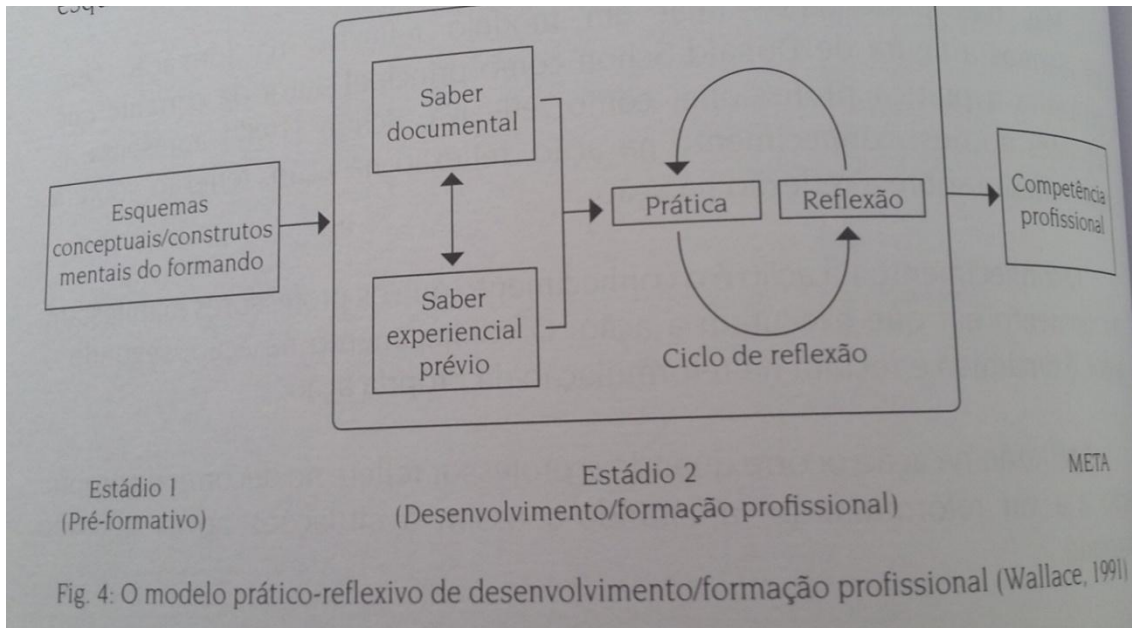 Saber
documental
Esquemas
conceptuais/construtos
mentais do formando
Prática
Reflexão
Competência
profissional
Saber
experiencial
prévio
Ciclo de reflexão
Estádio 1
(Pré-formativo)
Estádio 2
(Desenvolvimento/formação profissional)
META
Fig. 4: O modelo prático-reflexivo de desenvolvimento/formação profissional (Wallace, 1991)